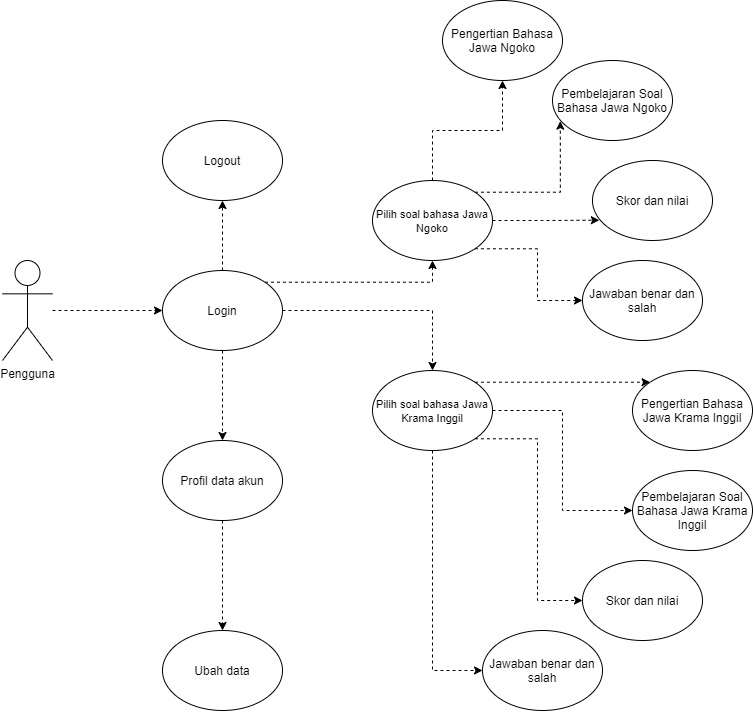 Pengertian Bahasa
Jawa Ngoko
Pembelajaran Soal
Bahasa Jawa Ngoko
Logout
Skor dan nilai
Pilih soal bahasa Jawa
Ngoko
Jawaban benar dan
salah
Login
Pengguna
Pilih soal bahasa Jawa
Krama Inggil
Pengertian Bahasa
Jawa Krama Inggil
Profil data akun
Pembelajaran Soal
Bahasa Jawa Krama
Inggil
Skor dan nilai
Ubah data
Jawaban benar dan
salah